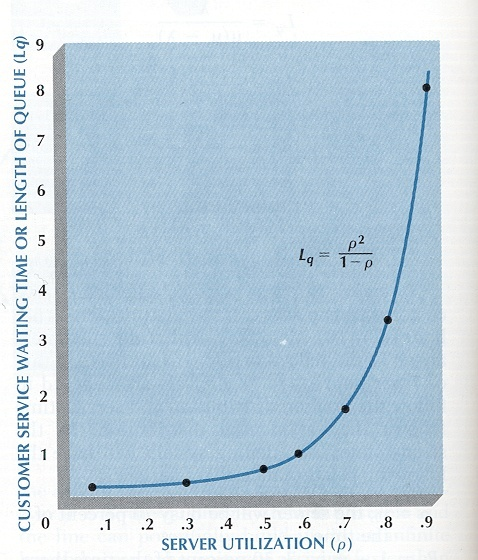 CUSTOMER SERVICE WAITING TIME OR LENGTH OF QUEUE (Lq)
9
8
7
6
5
4
3
2
1
0
Lq = ρ² / 1 − ρ
.1 .2 .3 .4 .5 .6 .7 .8 .9
SERVER UTILIZATION (ρ)